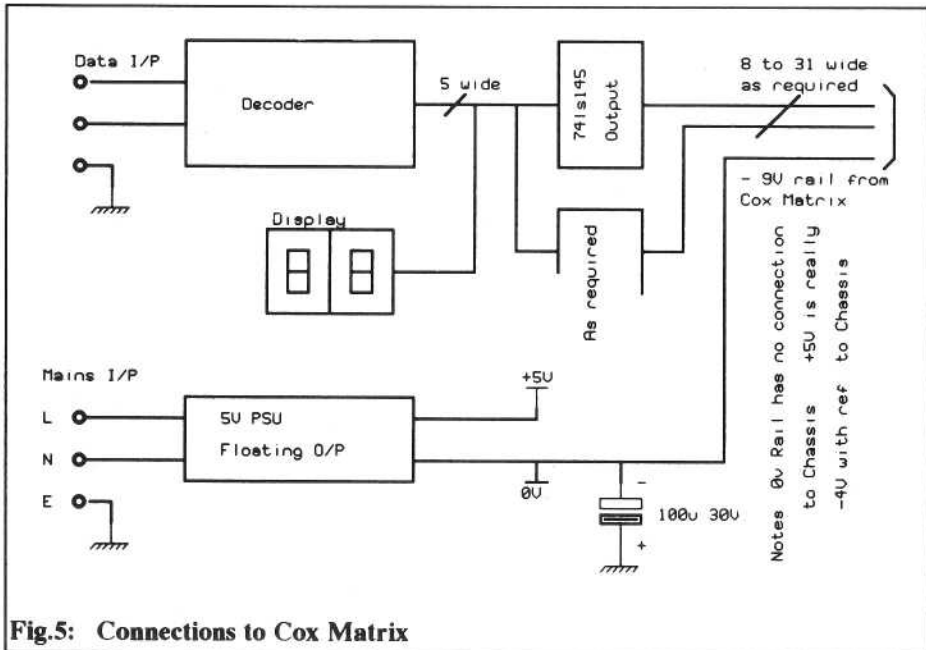 Data I/P
Decoder
5 wide
74ls145
Output
8 to 31 wide
as required
- 9V rail from
Cox Matrix
Display
As required
Notes 0v Rail has no connection
to Chassis +5V is really
-4V with ref to Chassis
Mains I/P
L
N
E
5V PSU
Floating O/P
+5V
0V
-
100u 30V
+
Fig.5: Connections to Cox Matrix